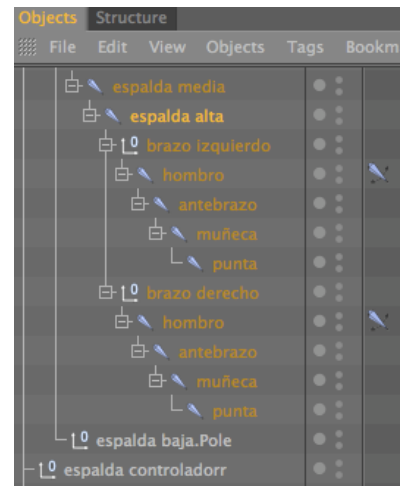 Objects Structure
File Edit View Objects Tags Bookm
espalda media
espalda alta
brazo izquierdo
hombro
antebrazo
muñeca
punta
brazo derecho
hombro
antebrazo
muñeca
punta
espalda baja.Pole
espalda controladorr